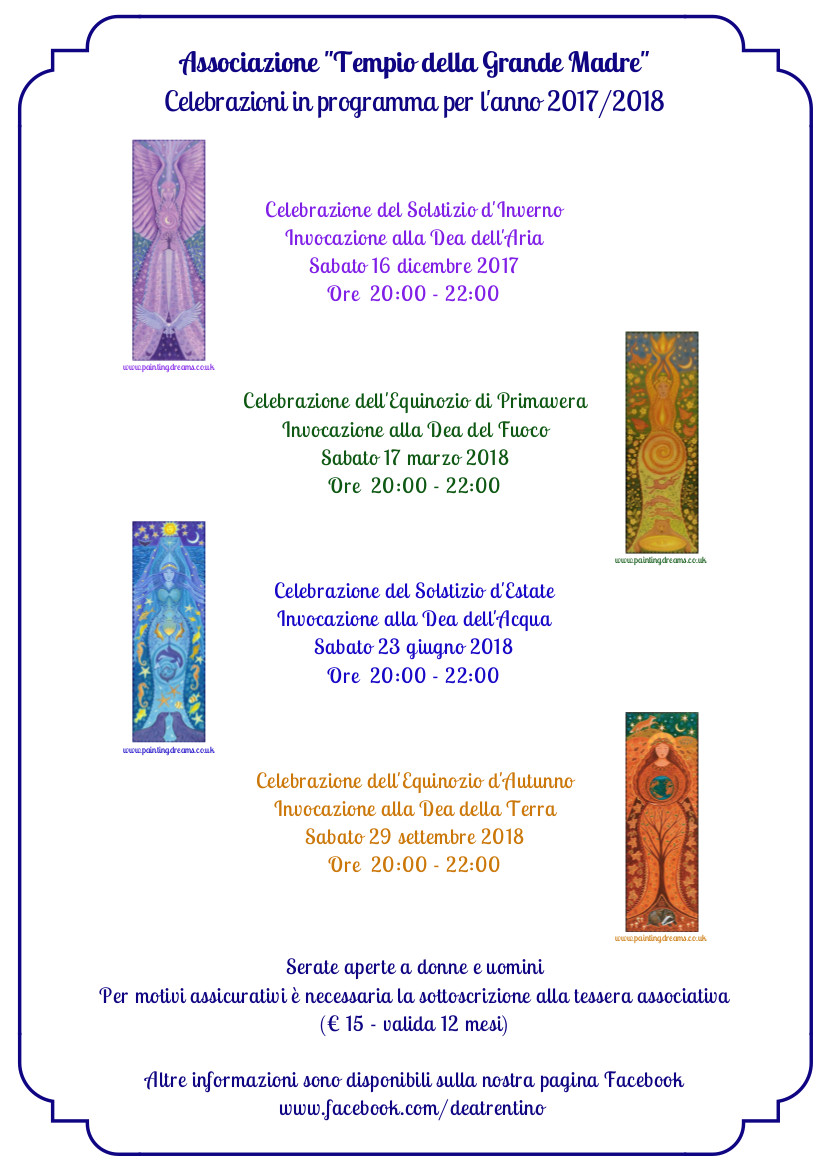 Associazione "Tempio della Grande Madre"
Celebrazioni in programma per l'anno 2017/2018
Celebrazione del Solstizio d'Inverno
Invocazione alla Dea dell'Aria
Sabato 16 dicembre 2017
Ore 20:00 - 22:00
www.paintingdreams.co.uk
Celebrazione dell'Equinozio di Primavera
Invocazione alla Dea del Fuoco
Sabato 17 marzo 2018
Ore 20:00 - 22:00
www.paintingdreams.co.uk
Celebrazione del Solstizio d'Estate
Invocazione alla Dea dell'Acqua
Sabato 23 giugno 2018
Ore 20:00 - 22:00
www.paintingdreams.co.uk
Celebrazione dell'Equinozio d'Autunno
Invocazione alla Dea della Terra
Sabato 29 settembre 2018
Ore 20:00 - 22:00
www.paintingdreams.co.uk
Serate aperte a donne e uomini
Per motivi assicurativi è necessaria la sottoscrizione alla tessera associativa
(€ 15 - valida 12 mesi)
Altre informazioni sono disponibili sulla nostra pagina Facebook
www.facebook.com/deatrentino